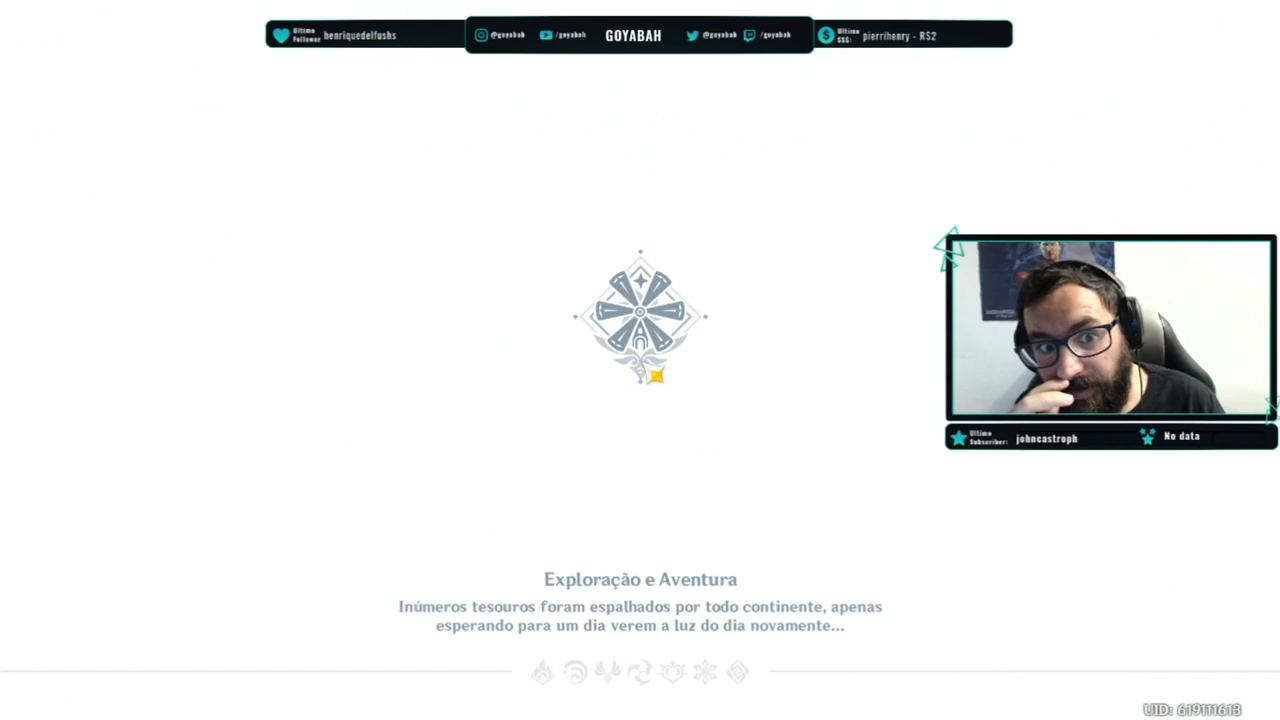 Ultimo
Follower henriquedelfushs
@goyabah
/goyabah
GOYABAH
@goyabah
/goyabah
Ultimo
$$$: pierrihenry - R$2
Ultimo
Subscriber: johncastroph
No data
Exploração e Aventura
Inúmeros tesouros foram espalhados por todo continente, apenas
esperando para um dia verem a luz do dia novamente...
UID: 619111613